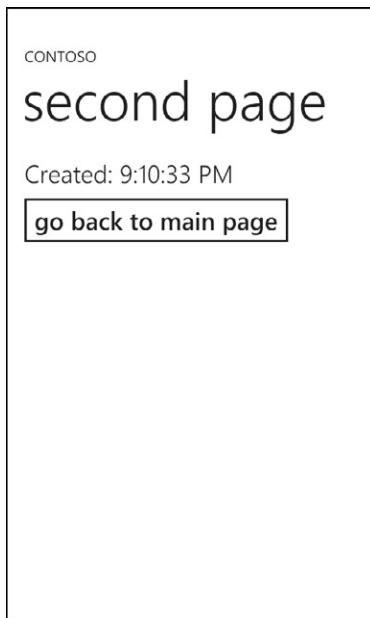 CONTOSO
second page
Created: 9:10:33 PM
go back to main page